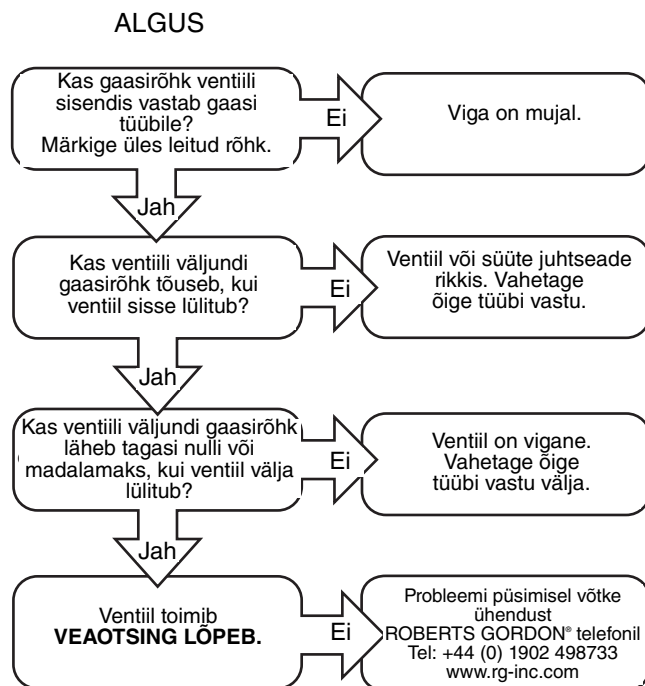 ALGUS
Kas gaasirõhk ventiili
sisendis vastab gaasi
tüübile?
Märkige üles leitud rõhk.
Ei
Viga on mujal.
Jah
Kas ventiili väljundi
gaasirõhk tõuseb, kui
ventiil sisse lülitub?
Ei
Ventiil või süüte juhtseade
rikkis. Vahetage
õige tüübi vastu.
Jah
Kas ventiili väljundi gaasirõhk
läheb tagasi nulli või
madalamaks, kui ventiil välja
lülitub?
Ei
Ventiil on vigane.
Vahetage õige
tüübi vastu välja.
Jah
Ventiil toimib
VEAOTSING LÕPEB.
Ei
Probleemi püsimisel võtke
ühendust
ROBERTS GORDON® telefonil
Tel: +44 (0) 1902 498733
www.rg-inc.com